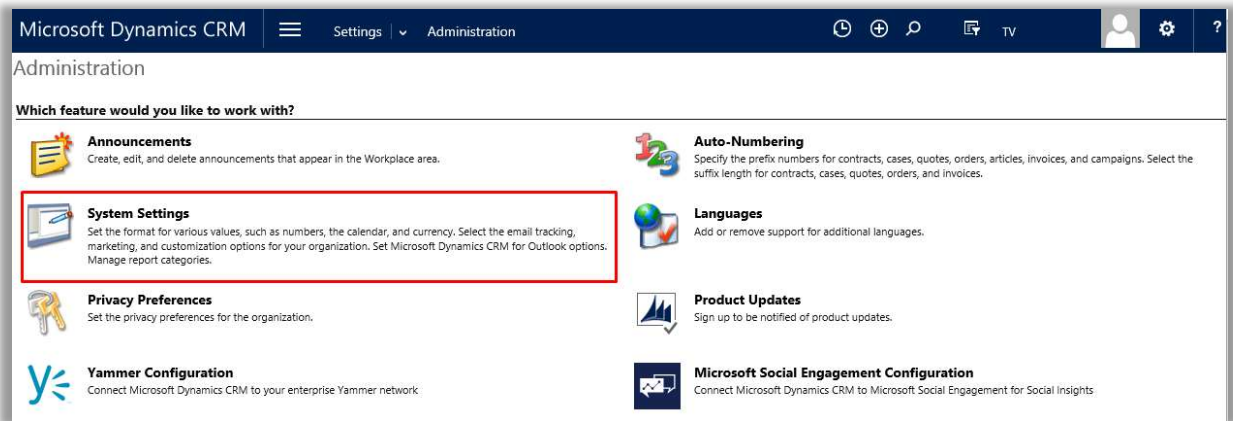 Microsoft Dynamics CRM Settings Administration TV ?
Administration
Which feature would you like to work with?
Announcements
Create, edit, and delete announcements that appear in the Workplace area.
Auto-Numbering
Specify the prefix numbers for contracts, cases, quotes, orders, articles, invoices, and campaigns. Select the
suffix length for contracts, cases, quotes, orders, and invoices.
System Settings
Set the format for various values, such as numbers, the calendar, and currency. Select the email tracking,
marketing, and customization options for your organization. Set Microsoft Dynamics CRM for Outlook options.
Manage report categories.
Languages
Add or remove support for additional languages.
Privacy Preferences
Set the privacy preferences for the organization.
Product Updates
Sign up to be notified of product updates.
Yammer Configuration
Connect Microsoft Dynamics CRM to your enterprise Yammer network
Microsoft Social Engagement Configuration
Connect Microsoft Dynamics CRM to Microsoft Social Engagement for Social Insights